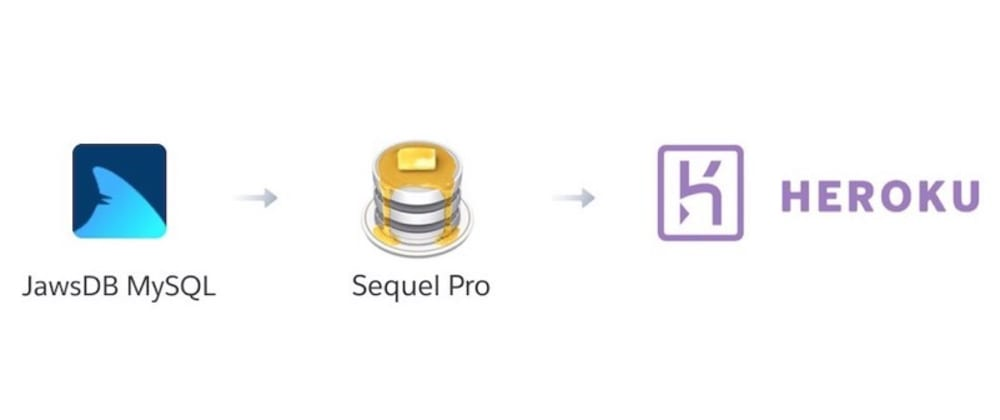 HEROKU
JawsDB MySQL
Sequel Pro